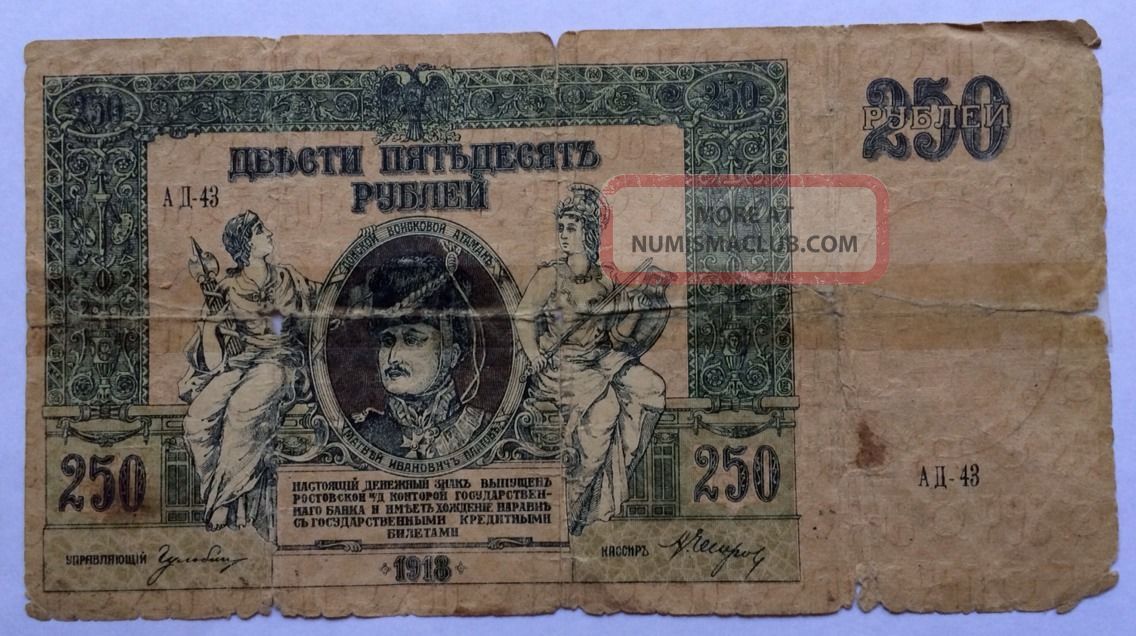 250
250
250
РУБЛЕЙ
ДВѢСТИ ПЯТЬДЕСЯТЪ
РУБЛЕЙ
А Д-43
MORE AT
NUMISMACLUB.COM
ДОНСКОЙ ВОЙСКОВОЙ АТАМАНЪ
МАТВѢЙ ИВАНОВИЧЪ ПЛАТОВЪ
250
250
АД-43
НАСТОЯЩІЙ ДЕНЕЖНЫЙ ЗНАКЪ ВЫПУЩЕНЪ
РОСТОВСКОЙ Н/Д КОНТОРОЙ ГОСУДАРСТВЕН-
НАГО БАНКА И ИМѢЕТЪ ХОЖДЕНІЕ НАРАВНѢ
СЪ ГОСУДАРСТВЕННЫМИ КРЕДИТНЫМИ
БИЛЕТАМИ
УПРАВЛЯЮЩІЙ
КАССИРЪ
1918